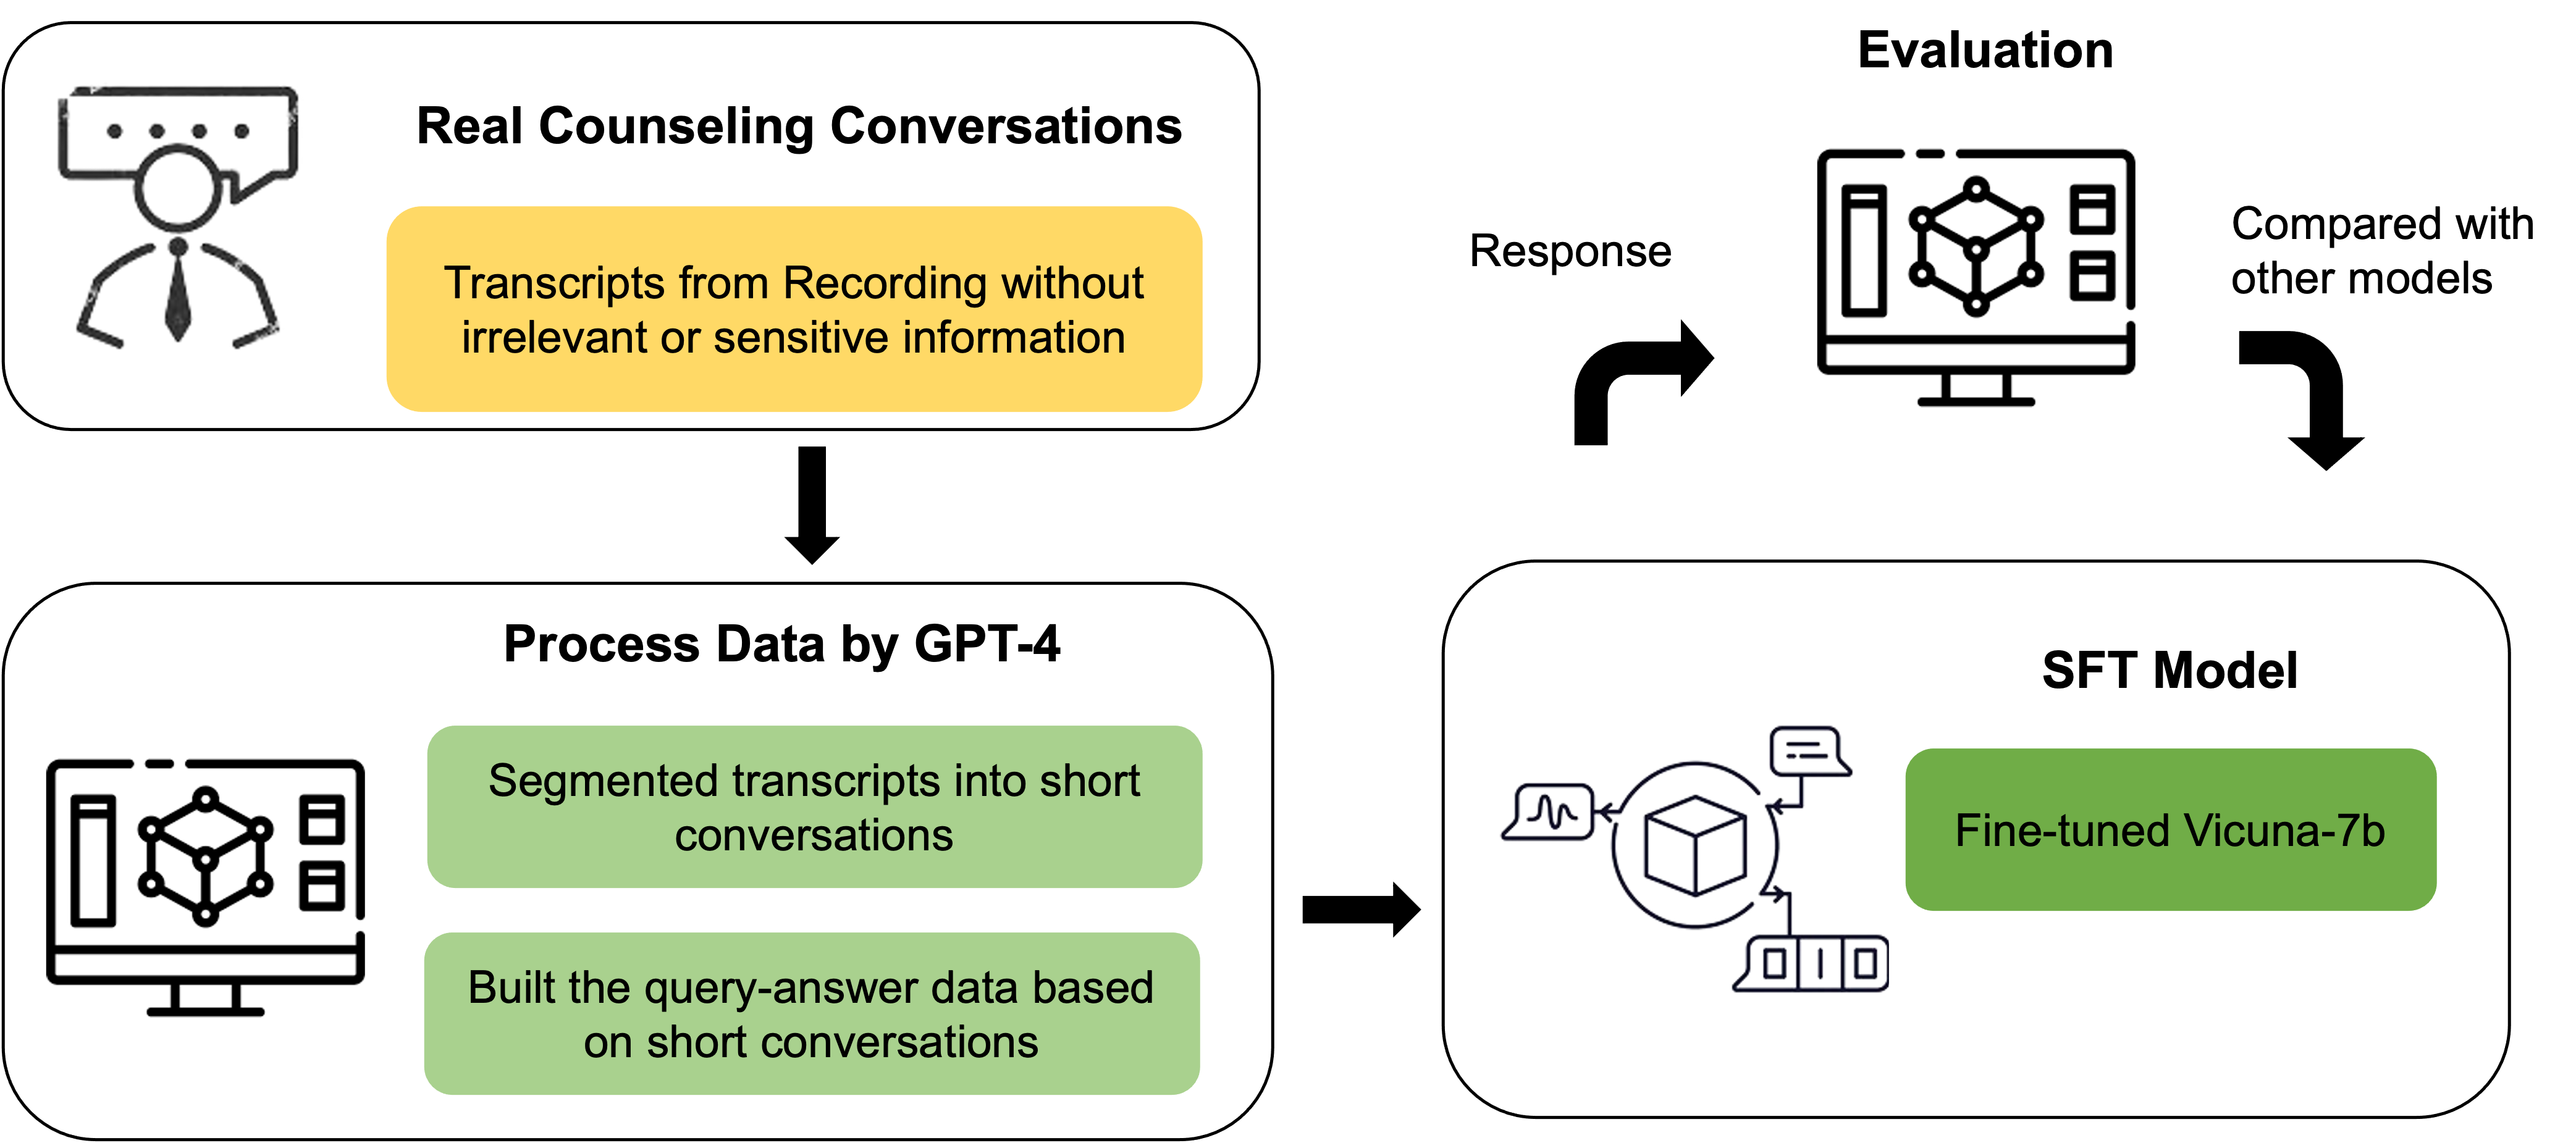 Real Counseling Conversations
Transcripts from Recording without
irrelevant or sensitive information
Process Data by GPT-4
Segmented transcripts into short
conversations
Built the query-answer data based
on short conversations
Evaluation
Response
Compared with
other models
SFT Model
Fine-tuned Vicuna-7b